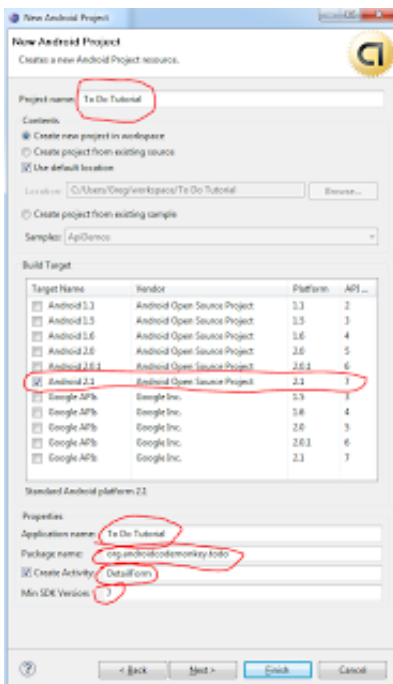 New Android Project
New Android Project
Creates a new Android Project resource.
Project name: To Do Tutorial
Contents
Create new project in workspace
Create project from existing source
Use default location
Location: C:/Users/Greg/workspace/To Do Tutorial Browse...
Create project from existing sample
Samples: ApiDemos
Build Target
Target Name Vendor Platform API ...
Android 1.1 Android Open Source Project 1.1 2
Android 1.5 Android Open Source Project 1.5 3
Android 1.6 Android Open Source Project 1.6 4
Android 2.0 Android Open Source Project 2.0 5
Android 2.0.1 Android Open Source Project 2.0.1 6
Android 2.1 Android Open Source Project 2.1 7
Google APIs Google Inc. 1.5 3
Google APIs Google Inc. 1.6 4
Google APIs Google Inc. 2.0 5
Google APIs Google Inc. 2.0.1 6
Google APIs Google Inc. 2.1 7
Standard Android platform 2.1
Properties
Application name: To Do Tutorial
Package name: org.androidcodemonkey.todo
Create Activity: DetailForm
Min SDK Version: 7
< Back Next > Finish Cancel